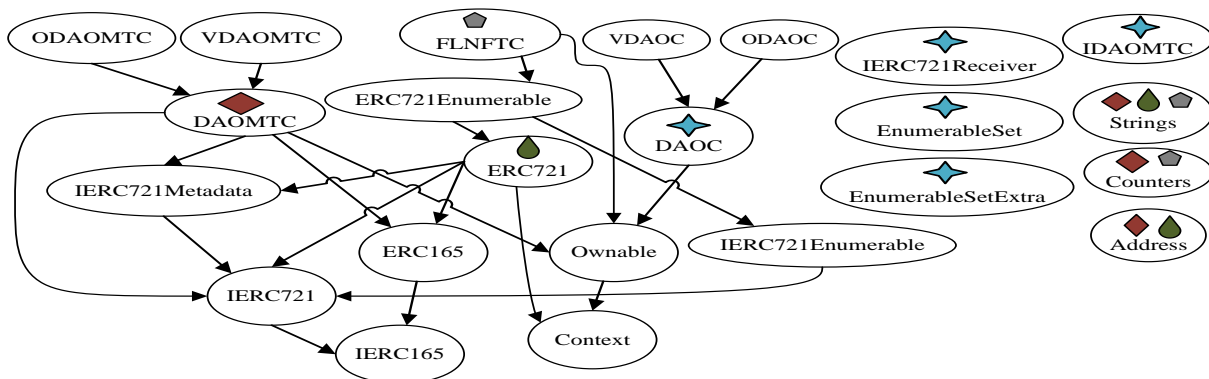 ODAOMTC
VDAOMTC
FLNFTC
VDAOC
ODAOC
IERC721Receiver
IDAOMTC
ERC721Enumerable
DAOMTC
EnumerableSet
Strings
DAOC
ERC721
IERC721Metadata
EnumerableSetExtra
Counters
ERC165
Ownable
IERC721Enumerable
Address
IERC721
Context
IERC165